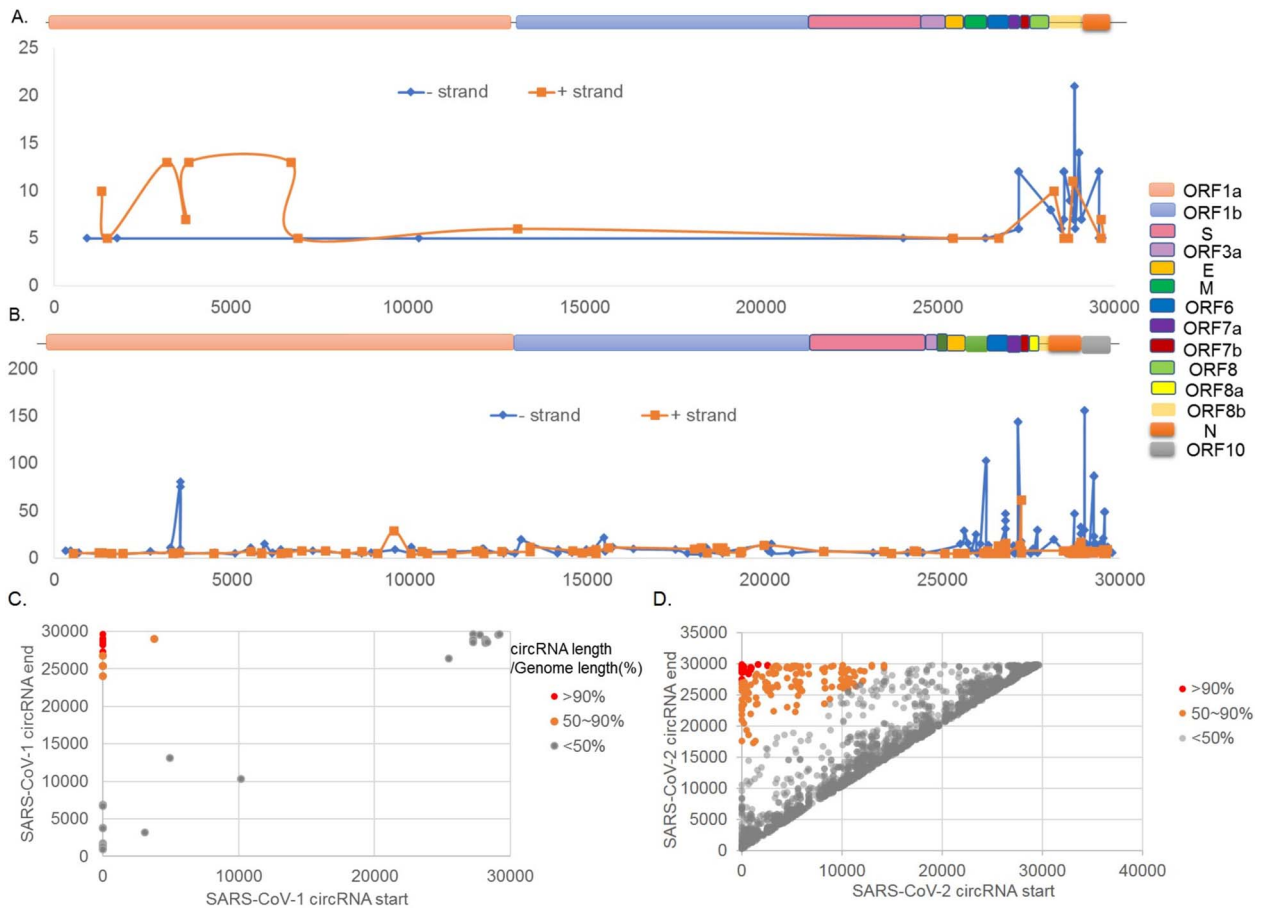 A.
25
20
15
10
5
0
- strand
+ strand
0 5000 10000 15000 20000 25000 30000
ORF1a
ORF1b
S
ORF3a
E
M
ORF6
ORF7a
ORF7b
ORF8
ORF8a
ORF8b
N
ORF10
B.
200
150
100
50
0
- strand
+ strand
0 5000 10000 15000 20000 25000 30000
C.
SARS-CoV-1 circRNA end
30000
25000
20000
15000
10000
5000
0
0 10000 20000 30000
SARS-CoV-1 circRNA start
circRNA length
/Genome length(%)
>90%
50~90%
<50%
D.
SARS-CoV-2 circRNA end
35000
30000
25000
20000
15000
10000
5000
0
0 10000 20000 30000 40000
SARS-CoV-2 circRNA start
>90%
50~90%
<50%